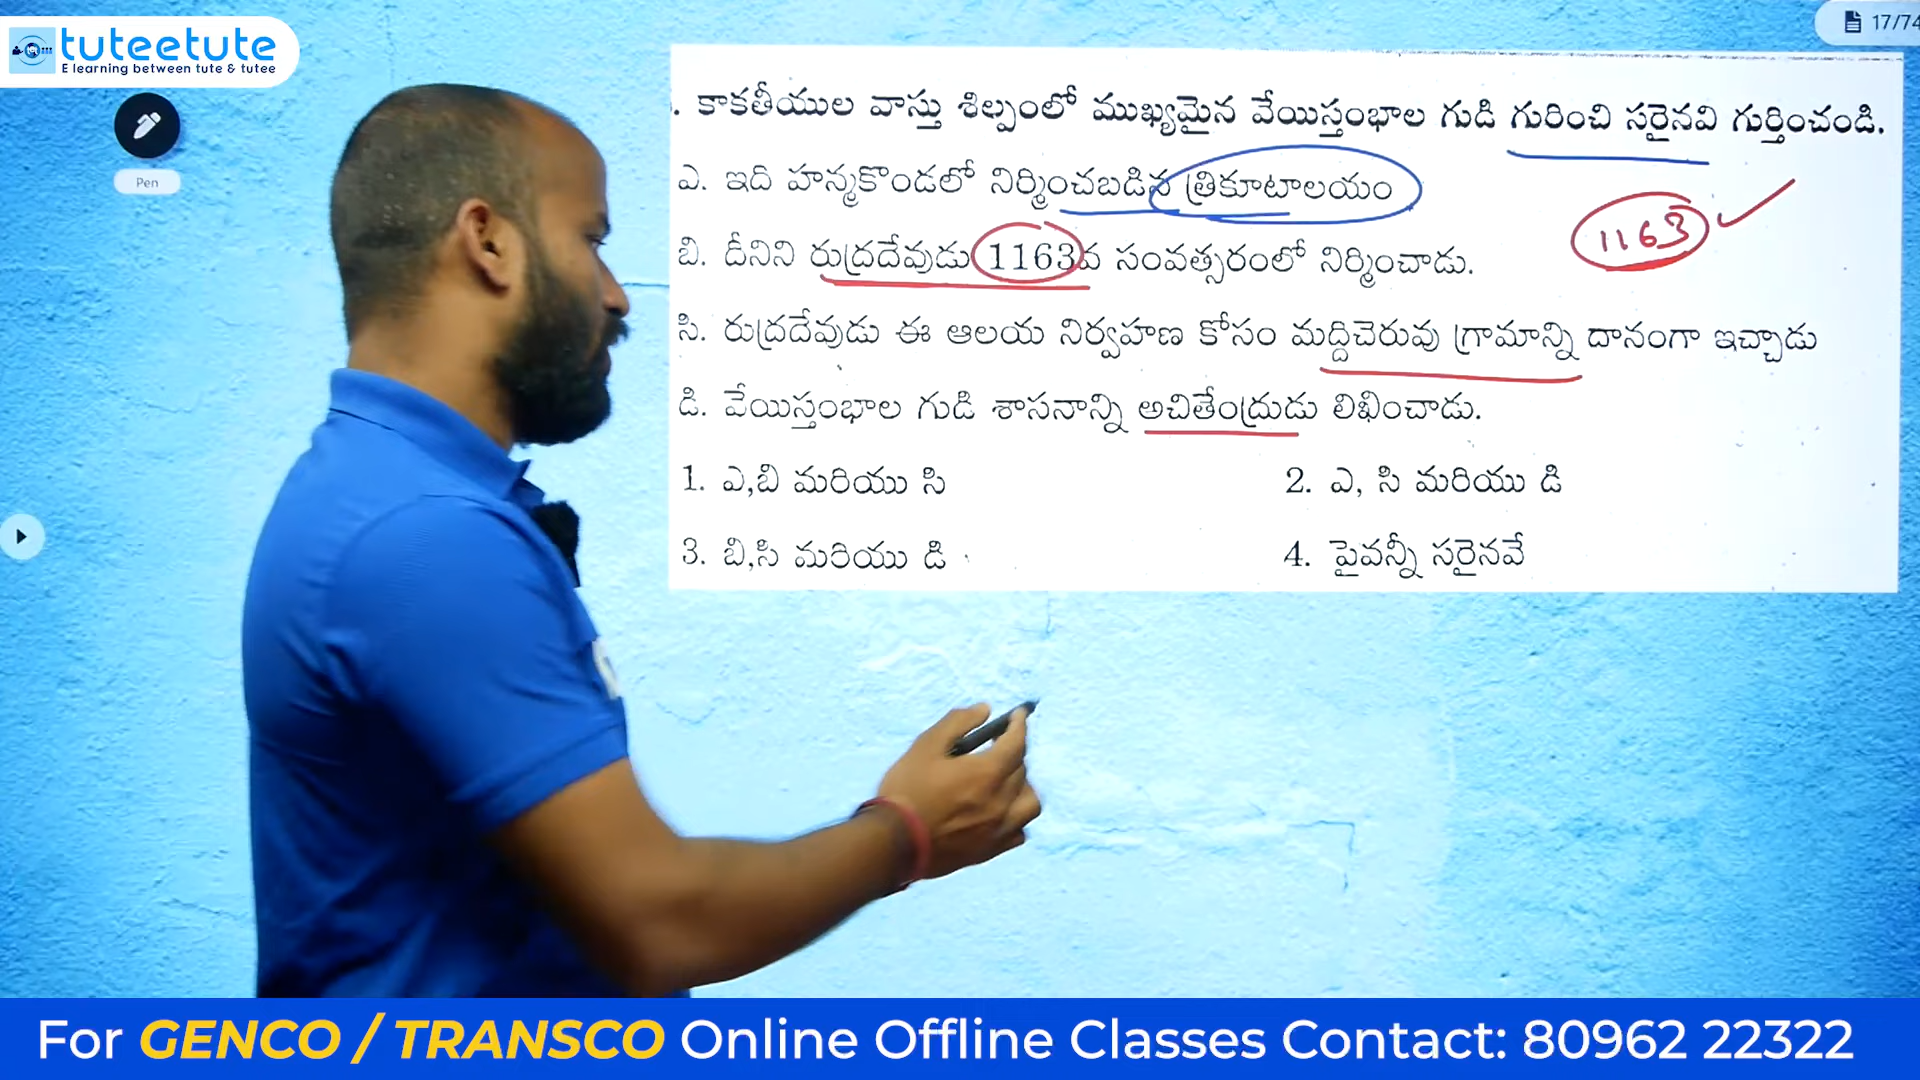 tuteetute
E learning between tute & tutee
17/74
Pen
. కాకతీయుల వాస్తు శిల్పంలో ముఖ్యమైన వేయిస్తంభాల గుడి గురించి సరైనవి గుర్తించండి.
ఎ. ఇది హన్మకొండలో నిర్మించబడిన త్రికూటాలయం
1163
బి. దీనిని రుద్రదేవుడు 1163వ సంవత్సరంలో నిర్మించాడు.
సి. రుద్రదేవుడు ఈ ఆలయ నిర్వహణ కోసం మద్దిచెరువు గ్రామాన్ని దానంగా ఇచ్చాడు
డి. వేయిస్తంభాల గుడి శాసనాన్ని అచితేంద్రుడు లిఖించాడు.
1. ఎ,బి మరియు సి
2. ఎ, సి మరియు డి
3. బి,సి మరియు డి
4. పైవన్నీ సరైనవే
For GENCO / TRANSCO Online Offline Classes Contact: 80962 22322